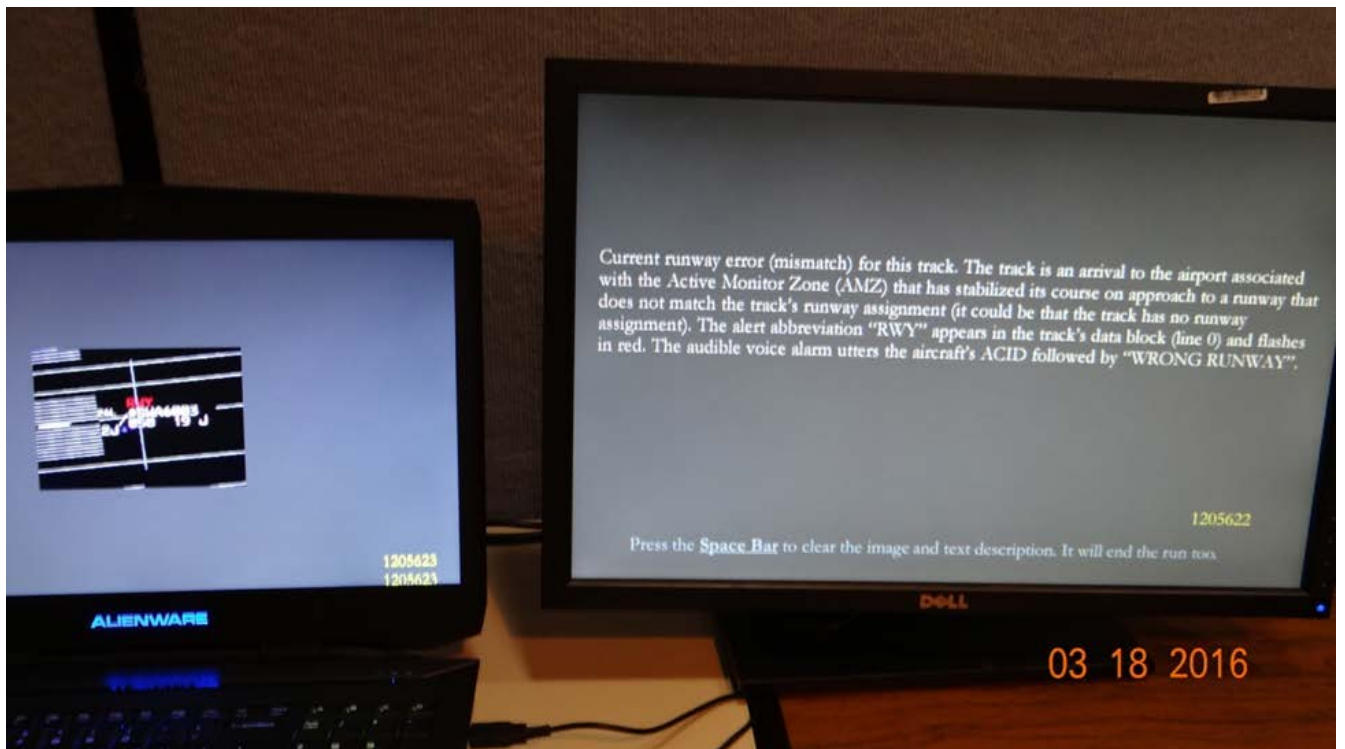 RWY
19 J
1205623
1205623
ALIENWARE
Current runway error (mismatch) for this track. The track is an arrival to the airport associated
with the Active Monitor Zone (AMZ) that has stabilized its course on approach to a runway that
does not match the track's runway assignment (it could be that the track has no runway
assignment). The alert abbreviation “RWY” appears in the track's data block (line 0) and flashes
in red. The audible voice alarm utters the aircraft's ACID followed by “WRONG RUNWAY”.
1205622
Press the Space Bar to clear the image and text description. It will end the run too.
DELL
03 18 2016